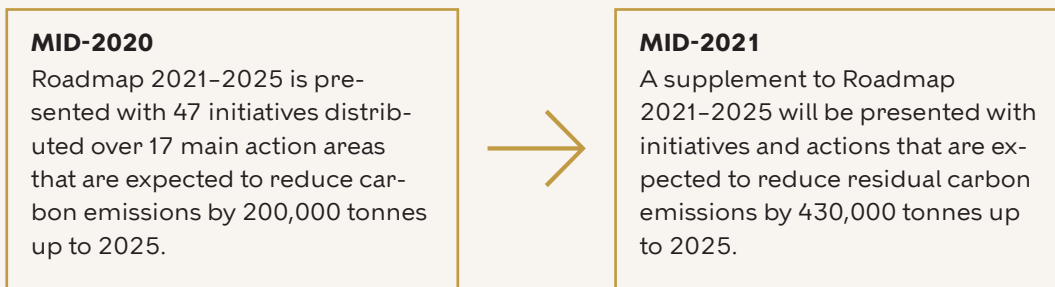 MID-2020
Roadmap 2021–2025 is pre-
sented with 47 initiatives distrib-
uted over 17 main action areas
that are expected to reduce car-
bon emissions by 200,000 tonnes
up to 2025.
MID-2021
A supplement to Roadmap
2021–2025 will be presented with
initiatives and actions that are ex-
pected to reduce residual carbon
emissions by 430,000 tonnes up
to 2025.